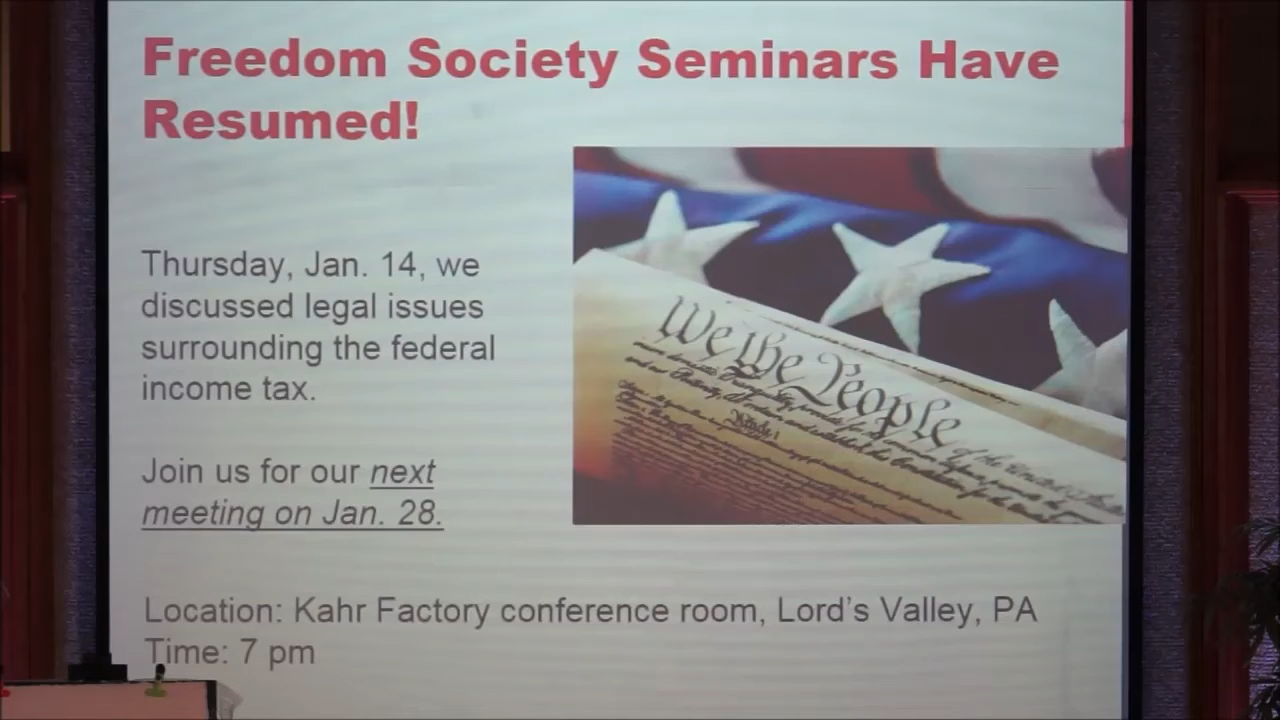 Freedom Society Seminars Have
Resumed!
Thursday, Jan. 14, we
discussed legal issues
surrounding the federal
income tax.
Join us for our next
meeting on Jan. 28.
We the People
Location: Kahr Factory conference room, Lord's Valley, PA
Time: 7 pm